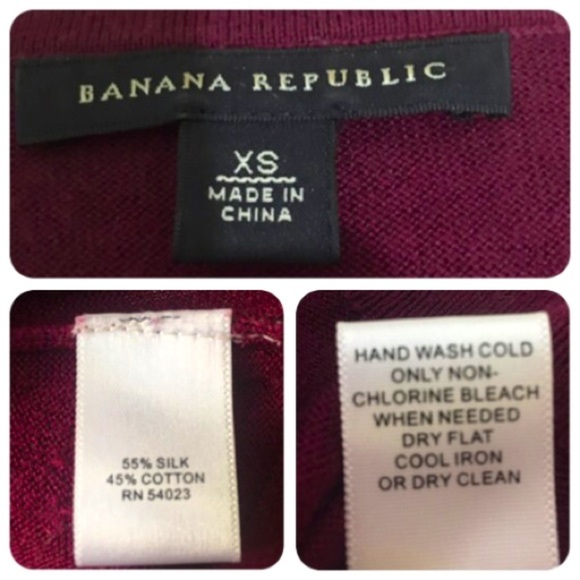 BANANA REPUBLIC
XS
MADE IN
CHINA
55% SILK
45% COTTON
RN 54023
HAND WASH COLD
ONLY NON-
CHLORINE BLEACH
WHEN NEEDED
DRY FLAT
COOL IRON
OR DRY CLEAN